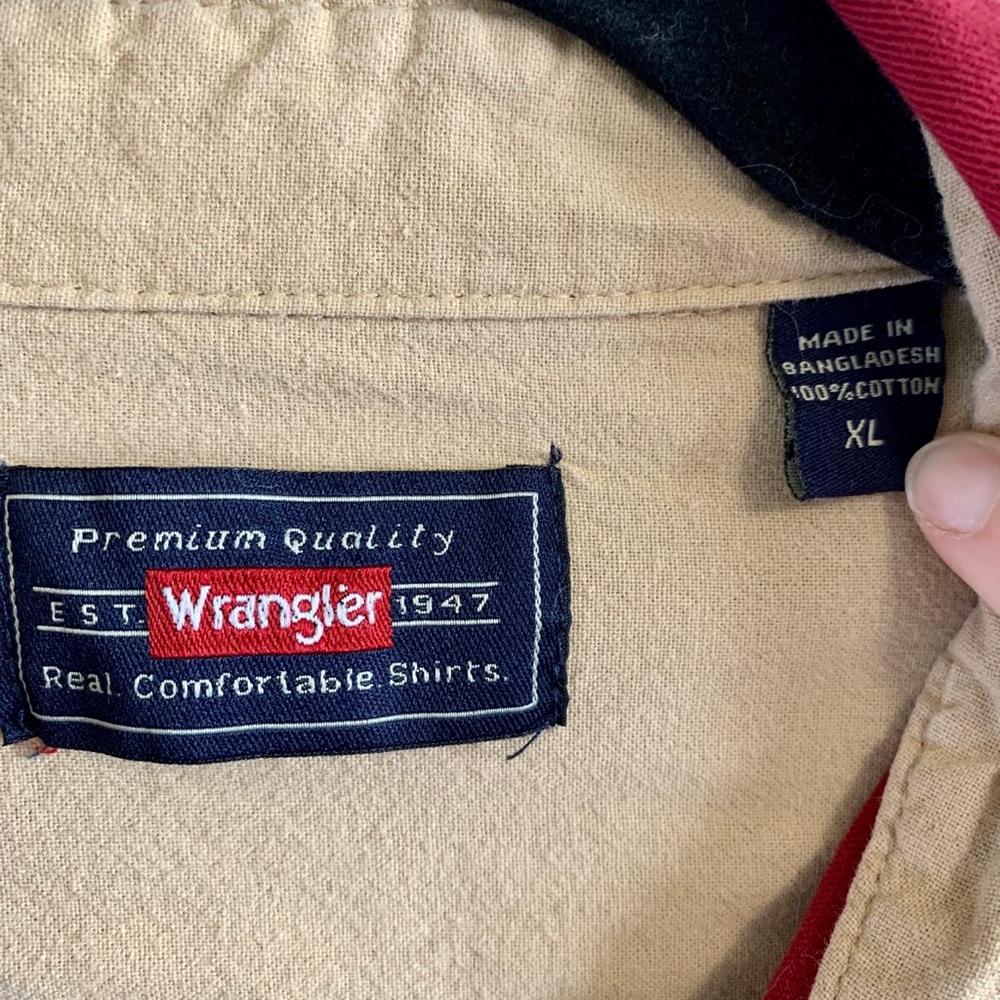 MADE IN
BANGLADESH
100% COTTON
XL
Premium Quality
EST. Wrangler 1947
Real. Comfortable. Shirts.